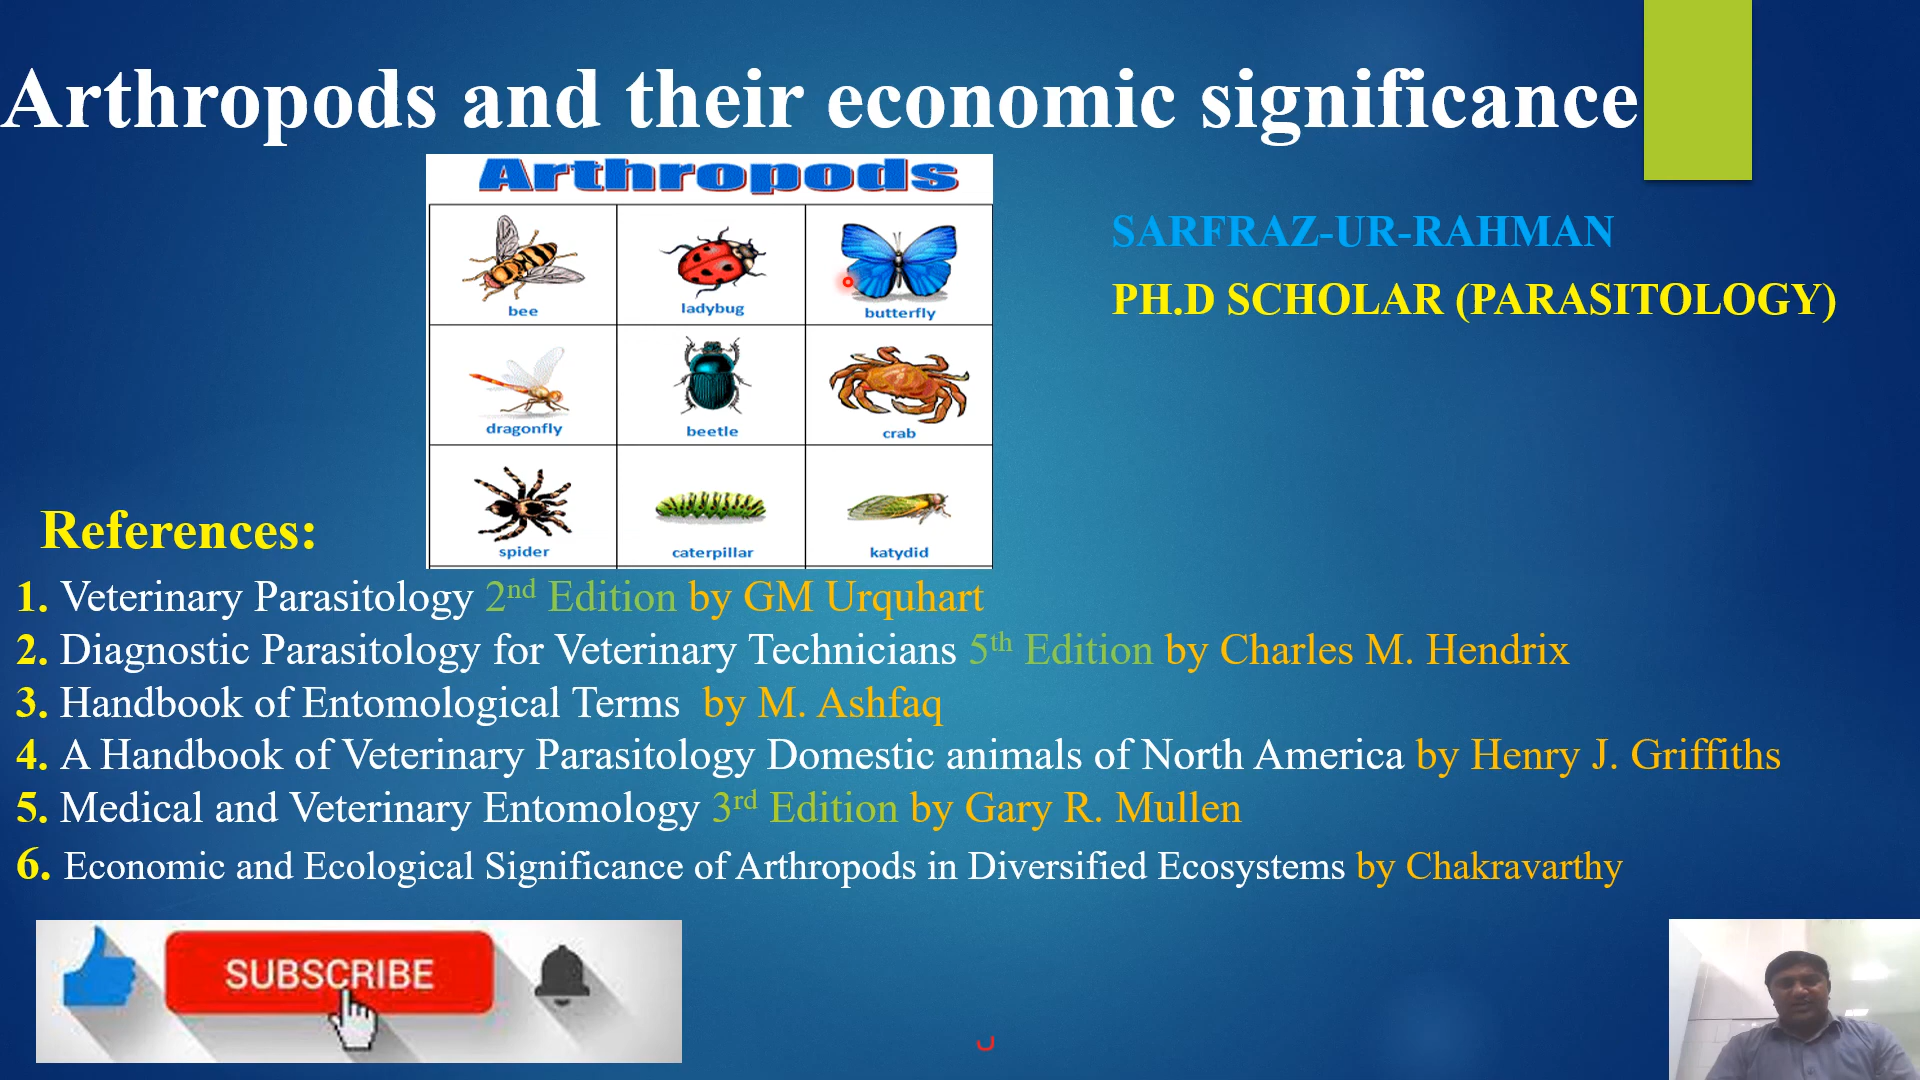 Arthropods and their economic significance
Arthropods
bee
ladybug
butterfly
dragonfly
beetle
crab
spider
caterpillar
katydid
SARFRAZ-UR-RAHMAN
PH.D SCHOLAR (PARASITOLOGY)
References:
1. Veterinary Parasitology 2nd Edition by GM Urquhart
2. Diagnostic Parasitology for Veterinary Technicians 5th Edition by Charles M. Hendrix
3. Handbook of Entomological Terms by M. Ashfaq
4. A Handbook of Veterinary Parasitology Domestic animals of North America by Henry J. Griffiths
5. Medical and Veterinary Entomology 3rd Edition by Gary R. Mullen
6. Economic and Ecological Significance of Arthropods in Diversified Ecosystems by Chakravarthy
SUBSCRIBE